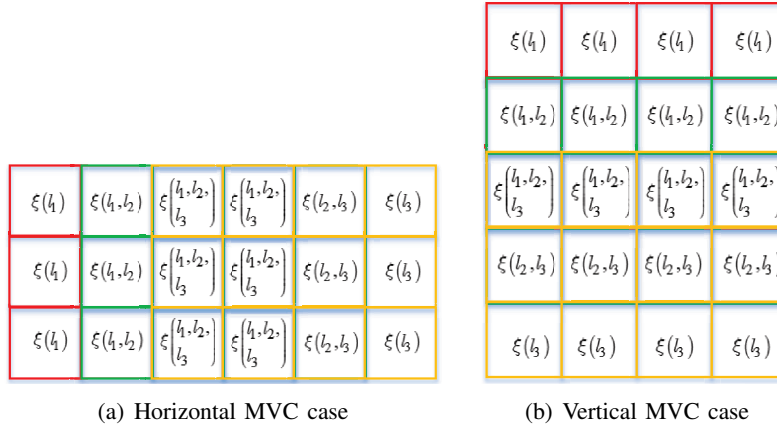 ξ(l₁) ξ(l₁,l₂) ξ(l₁,l₂, l₃) ξ(l₁,l₂, l₃) ξ(l₂,l₃) ξ(l₃)
ξ(l₁) ξ(l₁,l₂) ξ(l₁,l₂, l₃) ξ(l₁,l₂, l₃) ξ(l₂,l₃) ξ(l₃)
ξ(l₁) ξ(l₁,l₂) ξ(l₁,l₂, l₃) ξ(l₁,l₂, l₃) ξ(l₂,l₃) ξ(l₃)
(a) Horizontal MVC case
ξ(l₁) ξ(l₁) ξ(l₁) ξ(l₁)
ξ(l₁,l₂) ξ(l₁,l₂) ξ(l₁,l₂) ξ(l₁,l₂)
ξ(l₁,l₂, l₃) ξ(l₁,l₂, l₃) ξ(l₁,l₂, l₃) ξ(l₁,l₂, l₃)
ξ(l₂,l₃) ξ(l₂,l₃) ξ(l₂,l₃) ξ(l₂,l₃)
ξ(l₃) ξ(l₃) ξ(l₃) ξ(l₃)
(b) Vertical MVC case